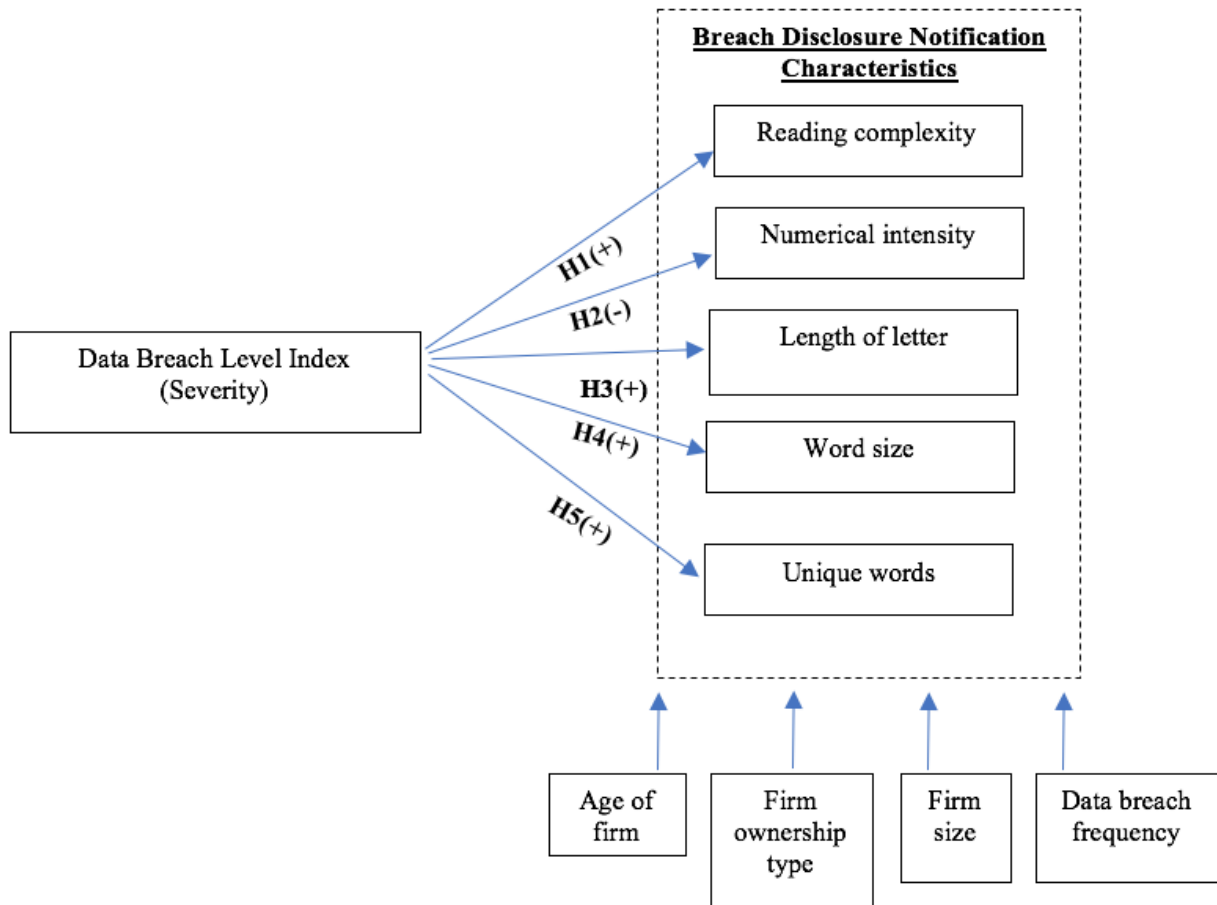 Breach Disclosure Notification
Characteristics
Reading complexity
Numerical intensity
Length of letter
Word size
Unique words
H1(+)
H2(-)
H3(+)
H4(+)
H5(+)
Data Breach Level Index
(Severity)
Age of
firm
Firm
ownership
type
Firm
size
Data breach
frequency